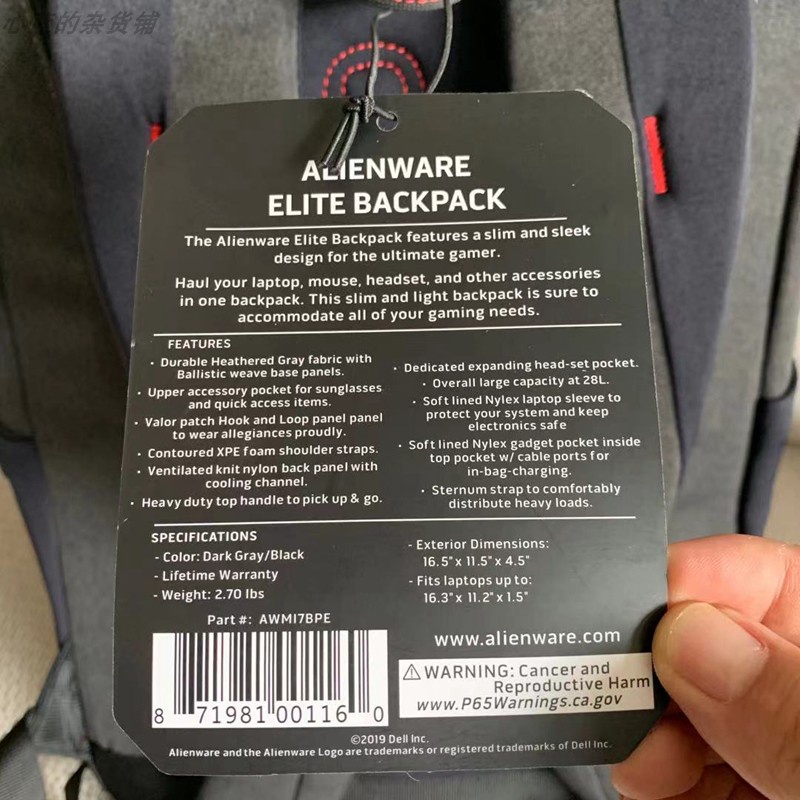 的杂货铺
ALIENWARE
ELITE BACKPACK
The Alienware Elite Backpack features a slim and sleek
design for the ultimate gamer.
Haul your laptop, mouse, headset, and other accessories
in one backpack. This slim and light backpack is sure to
accommodate all of your gaming needs.
FEATURES
· Durable Heathered Gray fabric with
Ballistic weave base panels.
· Upper accessory pocket for sunglasses
and quick access items.
· Valor patch Hook and Loop panel panel
to wear allegiances proudly.
· Contoured XPE foam shoulder straps.
· Ventilated knit nylon back panel with
cooling channel.
· Heavy duty top handle to pick up & go.
· Dedicated expanding head-set pocket.
· Overall large capacity at 28L.
· Soft lined Nylex laptop sleeve to
protect your system and keep
electronics safe
· Soft lined Nylex gadget pocket inside
top pocket w/ cable ports for
in-bag-charging.
· Sternum strap to comfortably
distribute heavy loads.
SPECIFICATIONS
- Color: Dark Gray/Black
- Lifetime Warranty
- Weight: 2.70 lbs
- Exterior Dimensions:
16.5" x 11.5" x 4.5"
- Fits laptops up to:
16.3" x 11.2" x 1.5"
Part #: AWM17BPE
8 71981 00116 0
www.alienware.com
⚠ WARNING: Cancer and
Reproductive Harm
www.P65Warnings.ca.gov
©2019 Dell Inc.
Alienware and the Alienware Logo are trademarks or registered trademarks of Dell Inc.